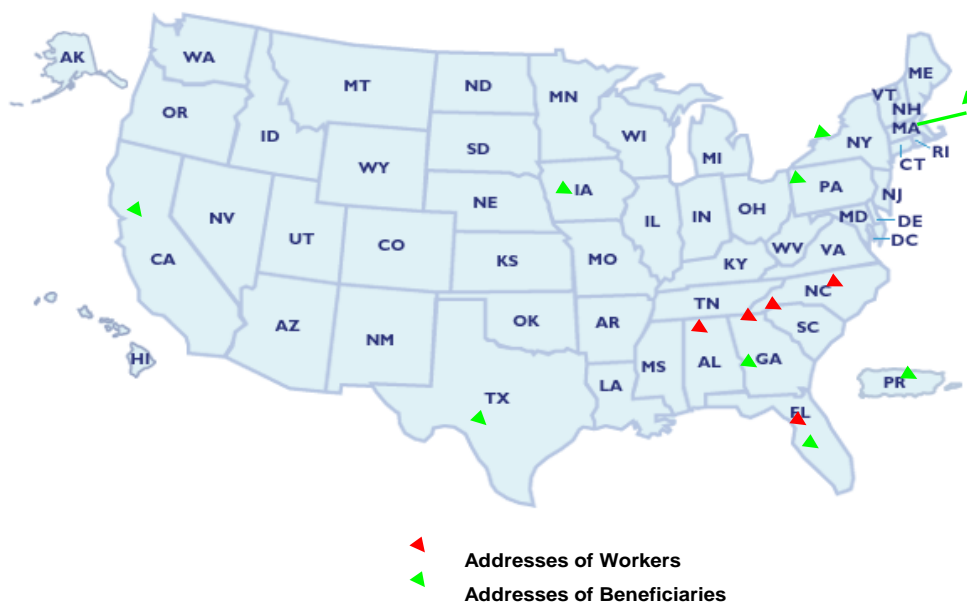 AK
WA
MT
ND
MN
ME
VT
NH
OR
ID
SD
WI
MA
NY
MI
WY
RI
CT
IA
PA
NE
NJ
NV
IL
IN
OH
MD
DE
UT
CO
WV
VA
DC
CA
KS
MO
KY
NC
TN
AZ
OK
AR
SC
NM
HI
MS
AL
GA
LA
PR
TX
FL
Addresses of Workers
Addresses of Beneficiaries